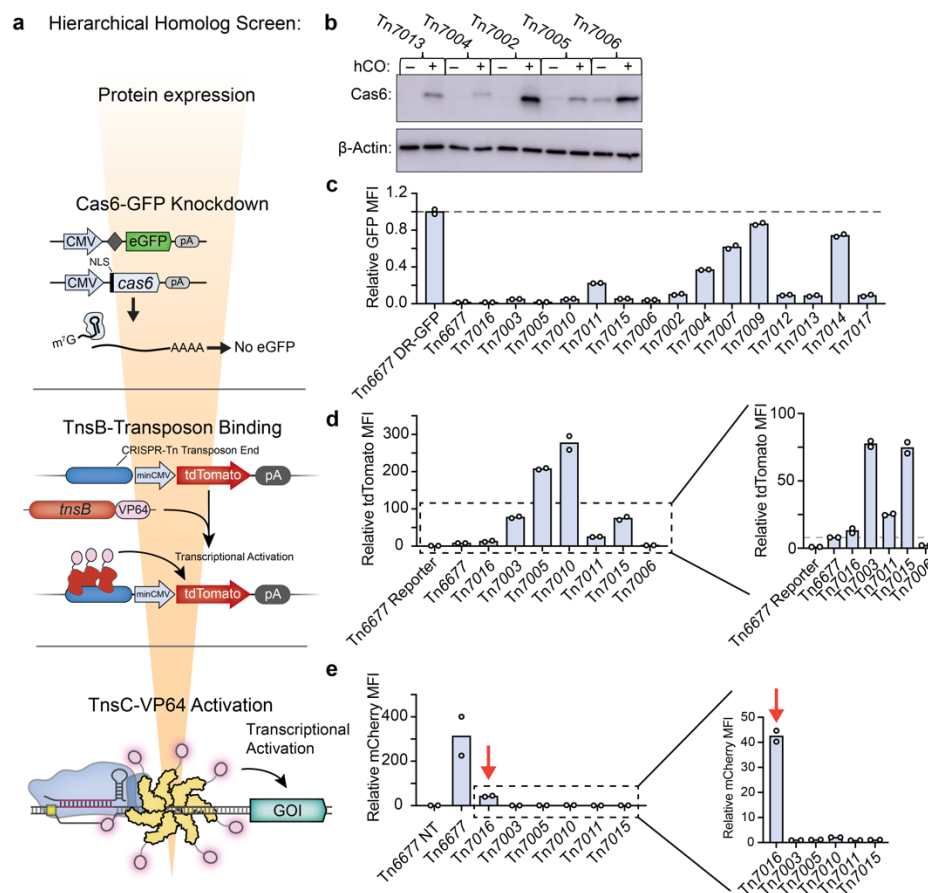 a Hierarchical Homolog Screen:
Protein expression
Cas6-GFP Knockdown
CMV eGFP pA
NLS
CMV cas6 pA
m⁷G AAAA No eGFP
TnsB-Transposon Binding
CRISPR-Tn Transposon End
minCMV tdTomato pA
tnsB VP64
Transcriptional Activation
minCMV tdTomato pA
TnsC-VP64 Activation
Transcriptional
Activation
GOI
b
Tn7013 Tn7004 Tn7002 Tn7005 Tn7006
hCO: – + – + – + – + – +
Cas6:
β-Actin:
c
Relative GFP MFI
1.2
0.8
0.4
0.0
Tn6677 DR-GFP Tn6677 Tn7016 Tn7003 Tn7005 Tn7010 Tn7011 Tn7015 Tn7006 Tn7002 Tn7004 Tn7007 Tn7009 Tn7012 Tn7013 Tn7014 Tn7017
d
Relative tdTomato MFI
300
250
200
150
100
50
0
Tn6677 Reporter Tn6677 Tn7016 Tn7003 Tn7005 Tn7010 Tn7011 Tn7015 Tn7006
Relative tdTomato MFI
100
75
50
25
0
Tn6677 Reporter Tn6677 Tn7016 Tn7003 Tn7011 Tn7015 Tn7006
e
Relative mCherry MFI
400
200
0
Tn6677 NT Tn6677 Tn7016 Tn7003 Tn7005 Tn7010 Tn7011 Tn7015
Relative mCherry MFI
50
40
30
20
10
0
Tn7016 Tn7003 Tn7005 Tn7010 Tn7011 Tn7015